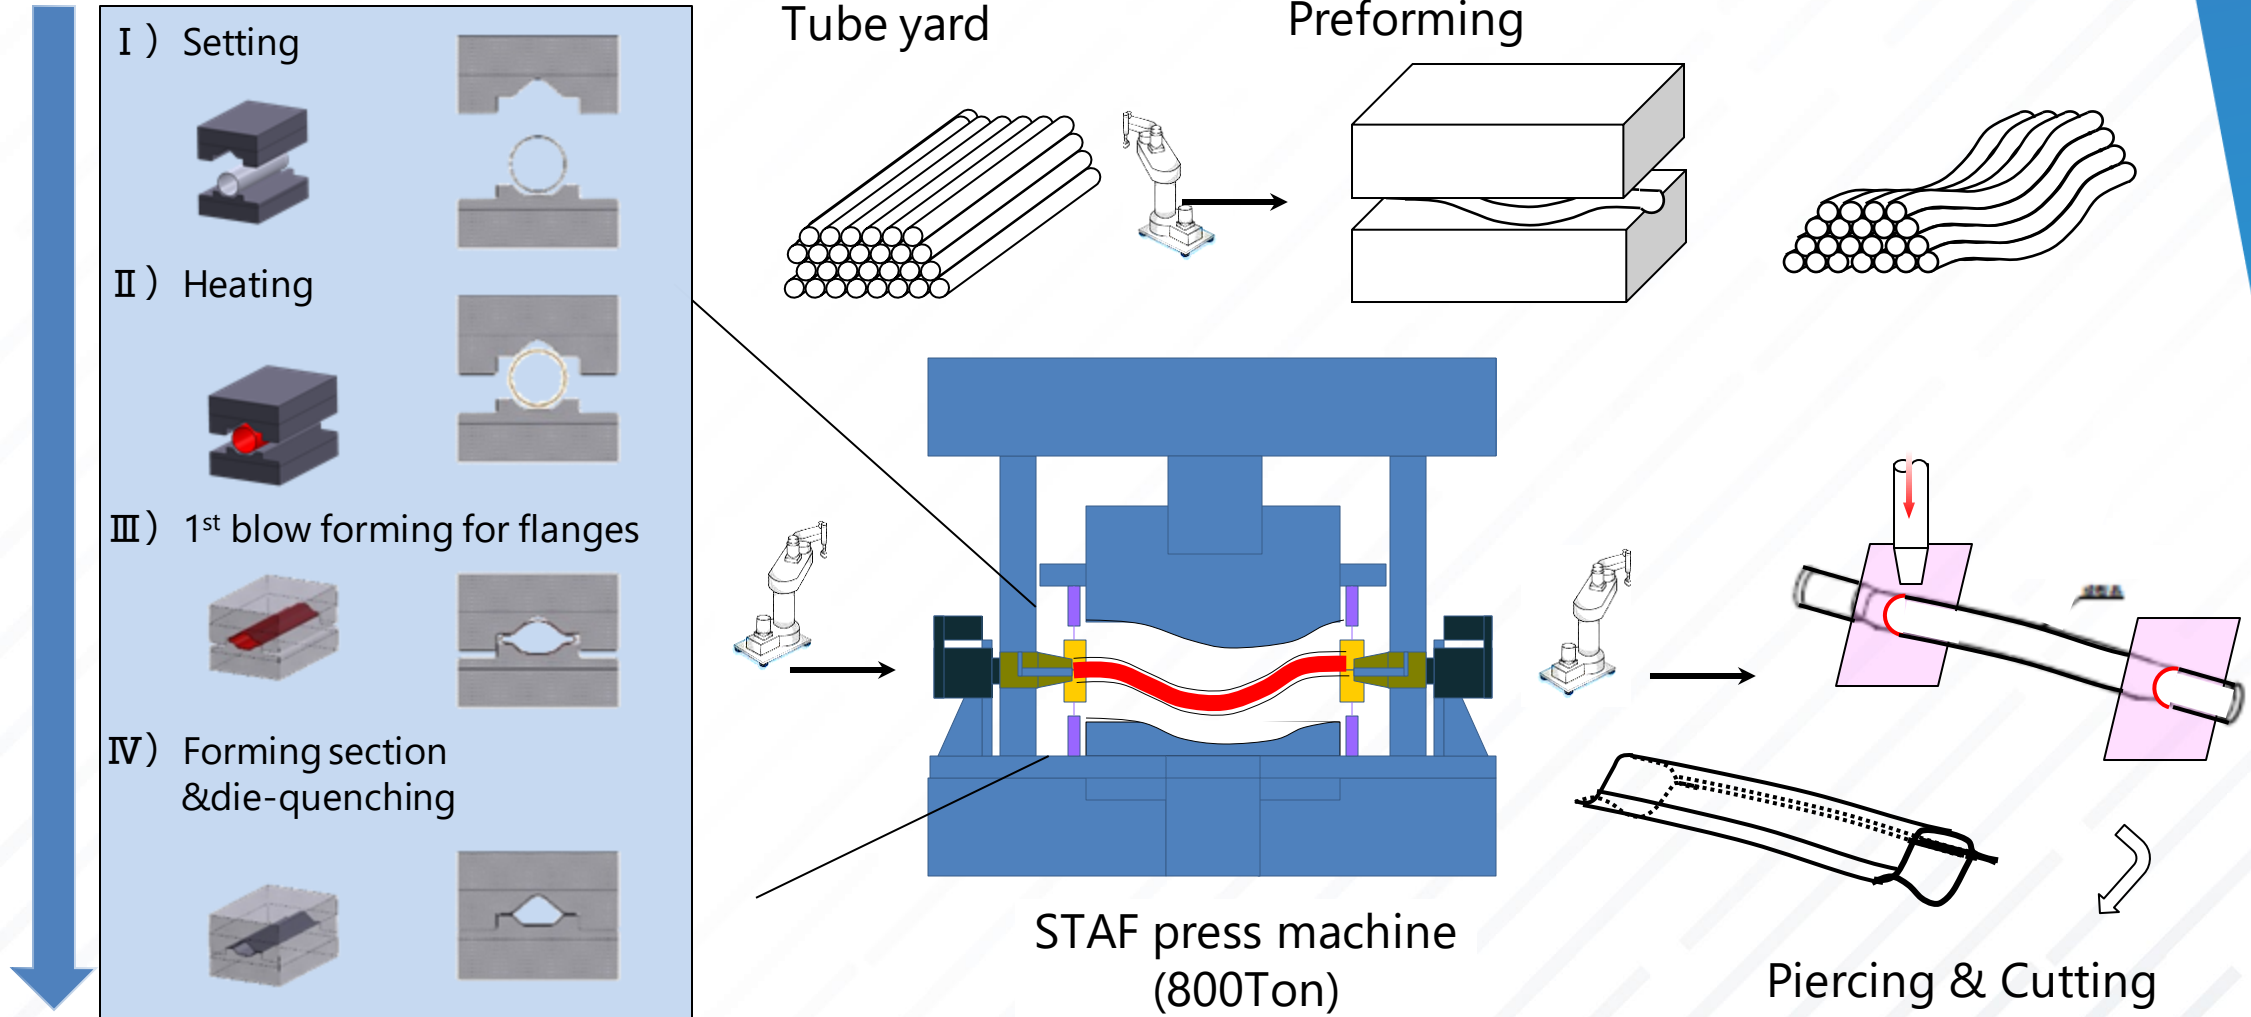 Ⅰ) Setting
Ⅱ) Heating
Ⅲ) 1st blow forming for flanges
Ⅳ) Forming section
&die-quenching
Tube yard
Preforming
STAF press machine
(800Ton)
Piercing & Cutting